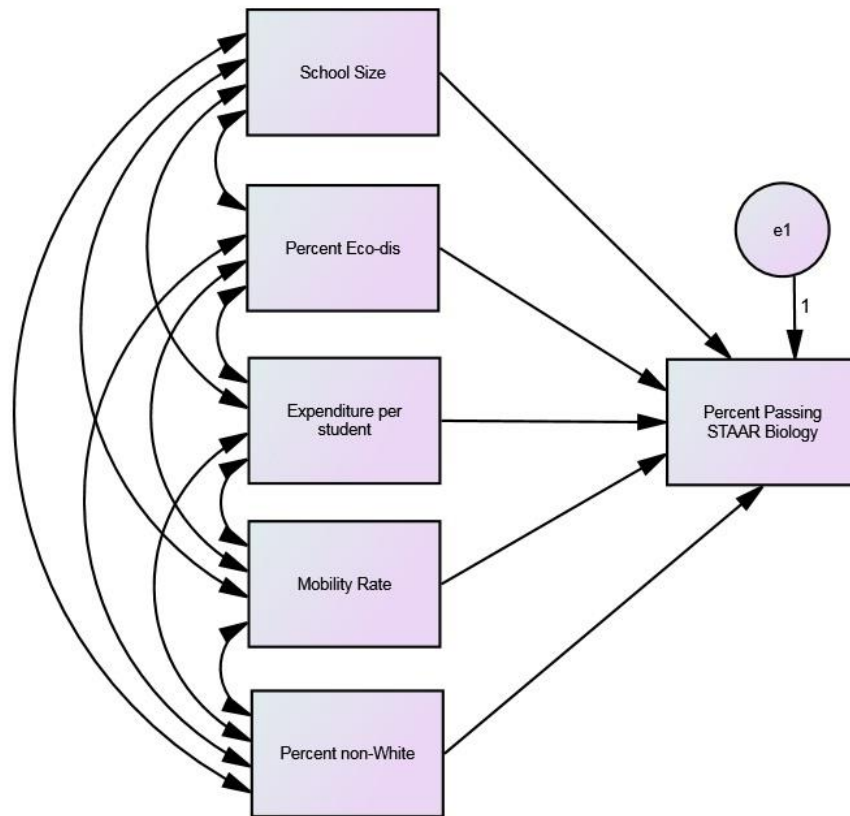 School Size
Percent Eco-dis
e1
1
Expenditure per
student
Percent Passing
STAAR Biology
Mobility Rate
Percent non-White